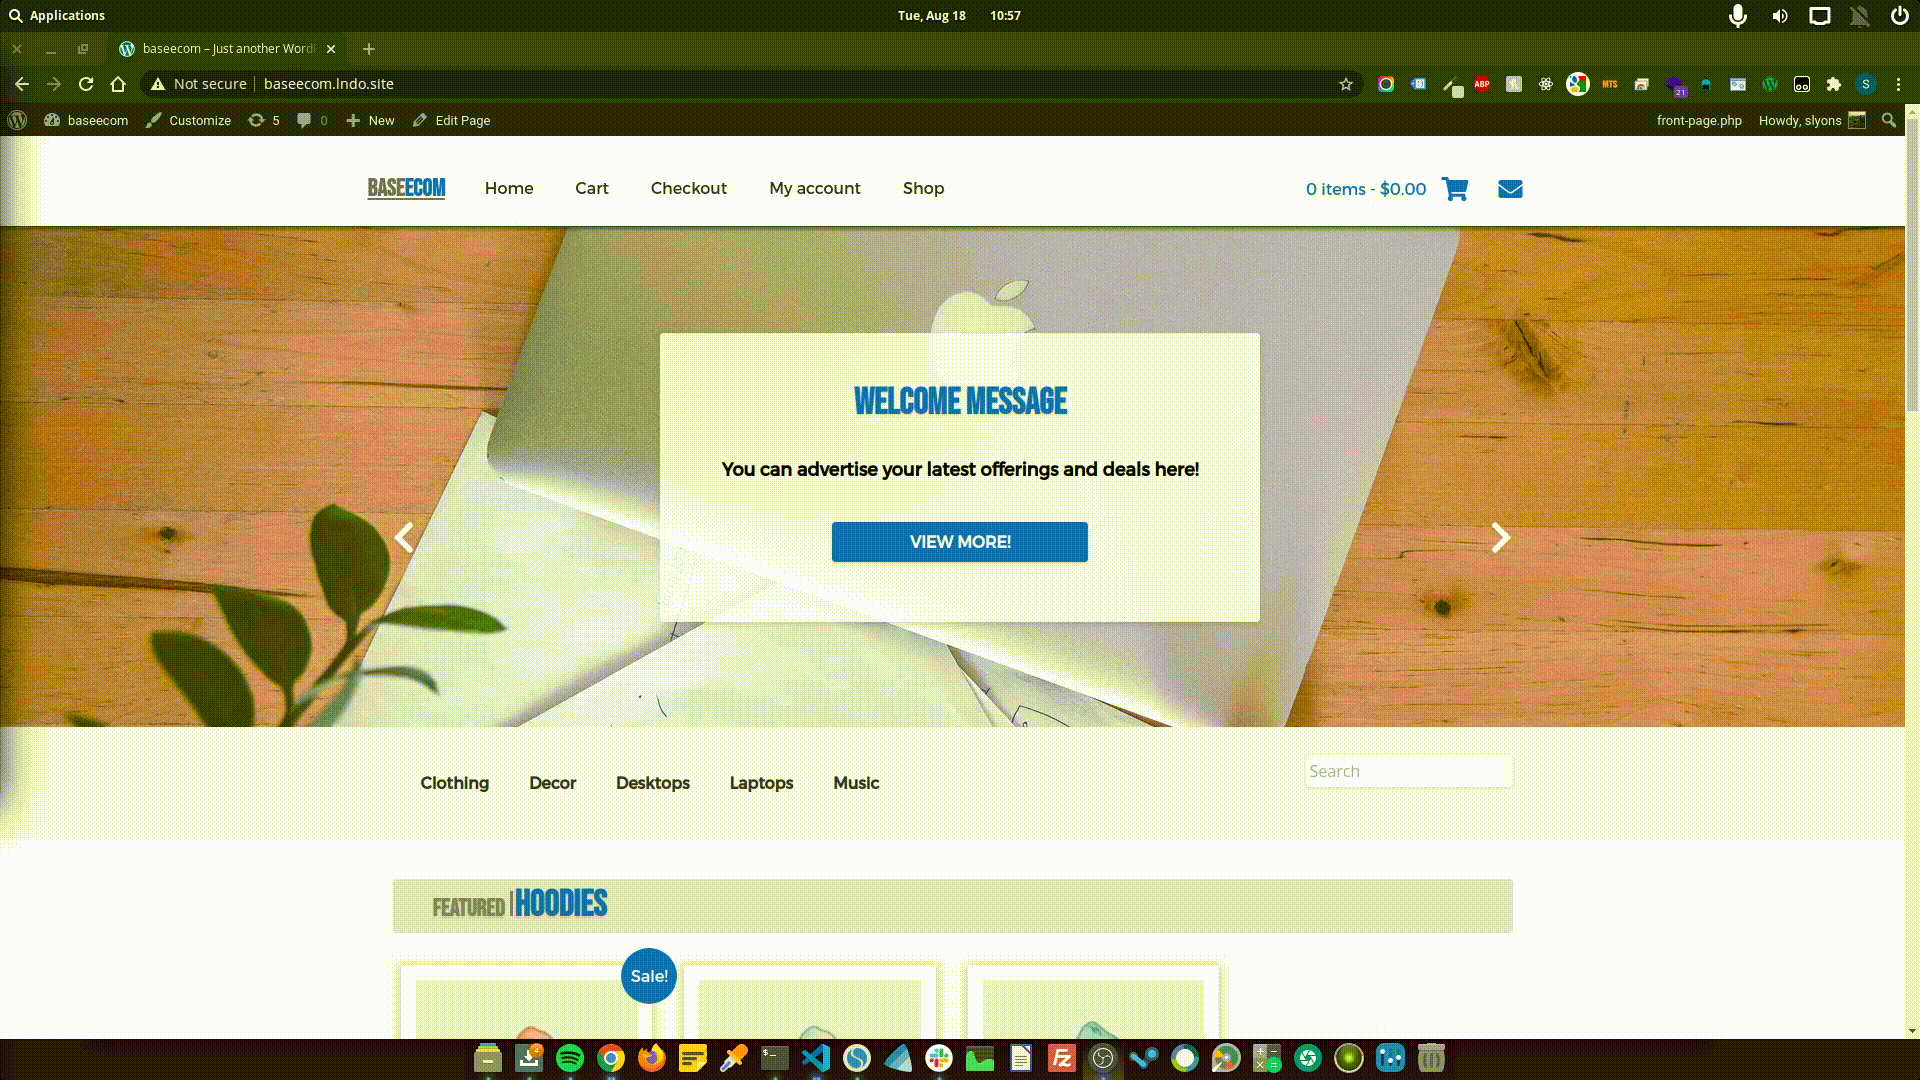 Applications
Tue, Aug 18 10:57
baseecom – Just another Word
Not secure baseecom.lndo.site
ABP
MTS
21
S
baseecom Customize 5 0 New Edit Page
front-page.php Howdy, slyons
BASEECOM
Home Cart Checkout My account Shop
0 items - $0.00
WELCOME MESSAGE
You can advertise your latest offerings and deals here!
VIEW MORE!
Clothing Decor Desktops Laptops Music
Search
FEATURED | HOODIES
Sale!